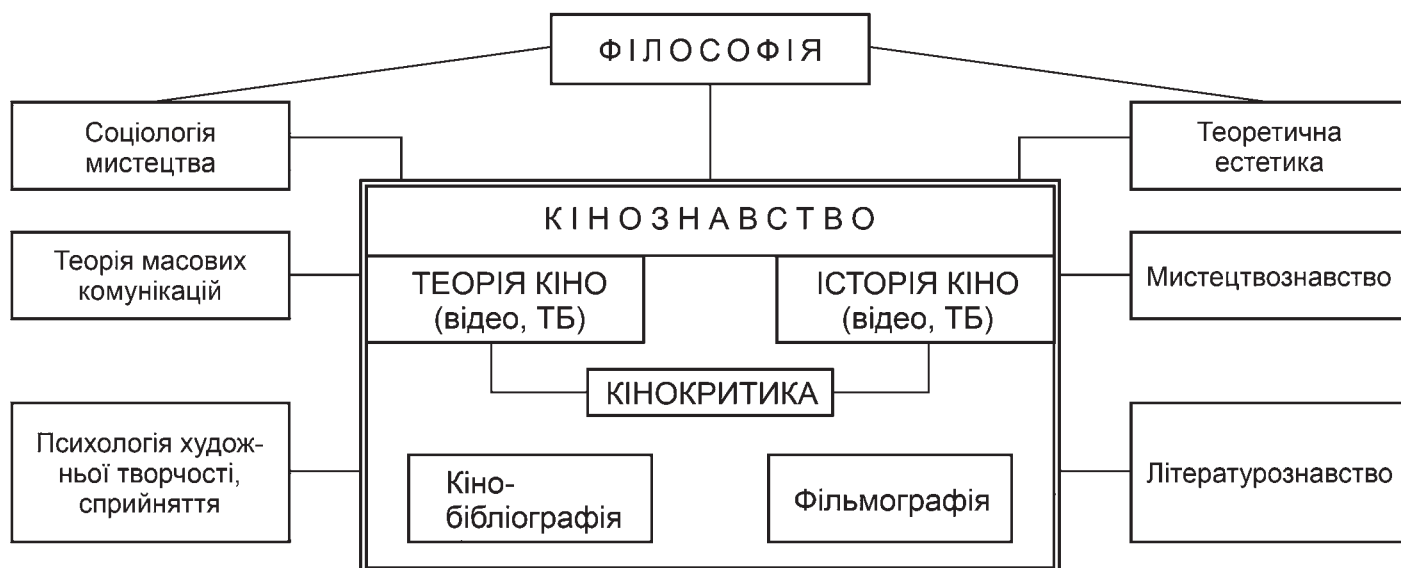 ФІЛОСОФІЯ
Соціологія
мистецтва
Теоретична
естетика
КІНОЗНАВСТВО
Теорія масових
комунікацій
ТЕОРІЯ КІНО
(відео, ТБ)
ІСТОРІЯ КІНО
(відео, ТБ)
Мистецтвознавство
КІНОКРИТИКА
Психологія худож-
ньої творчості,
сприйняття
Кіно-
бібліографія
Фільмографія
Літературознавство